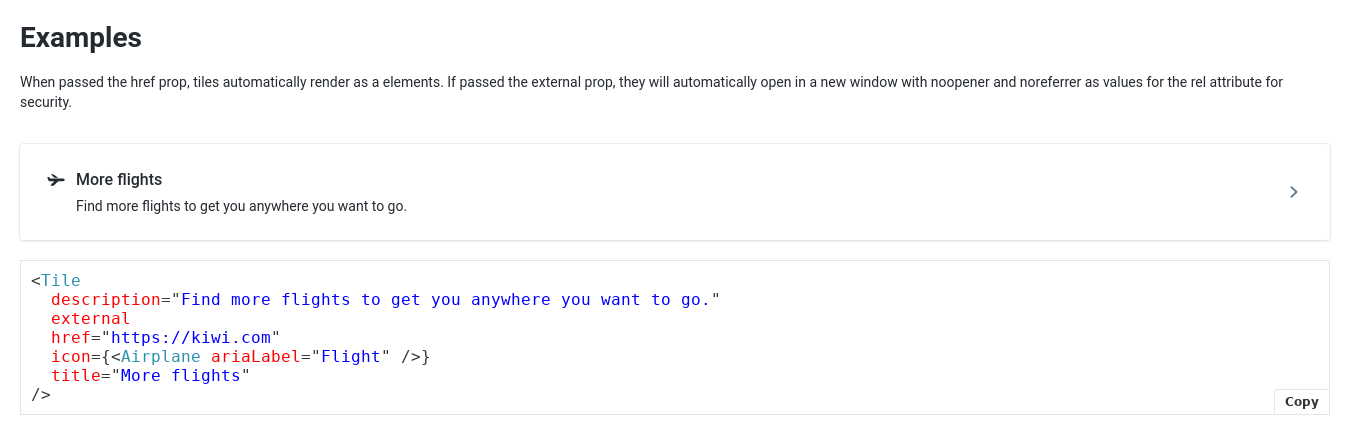 Examples
When passed the href prop, tiles automatically render as a elements. If passed the external prop, they will automatically open in a new window with noopener and noreferrer as values for the rel attribute for
security.
More flights
Find more flights to get you anywhere you want to go.
<Tile
  description="Find more flights to get you anywhere you want to go."
  external
  href="https://kiwi.com"
  icon={<Airplane ariaLabel="Flight" />}
  title="More flights"
/>
Copy